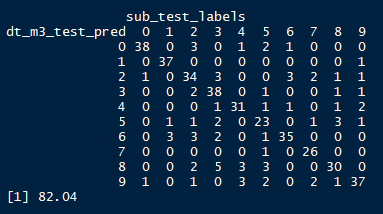 sub_test_labels
dt_m3_test_pred 0 1 2 3 4 5 6 7 8 9
0 38 0 3 0 1 2 1 0 0 0
1 0 37 0 0 0 0 0 0 0 1
2 1 0 34 3 0 0 3 2 1 1
3 0 0 2 38 0 1 0 0 1 1
4 0 0 0 1 31 1 1 0 1 2
5 0 1 1 2 0 23 0 1 3 1
6 0 3 3 2 0 1 35 0 0 0
7 0 0 0 0 0 1 0 26 0 0
8 0 0 2 5 3 3 0 0 30 0
9 1 0 1 0 3 2 0 2 1 37
[1] 82.04